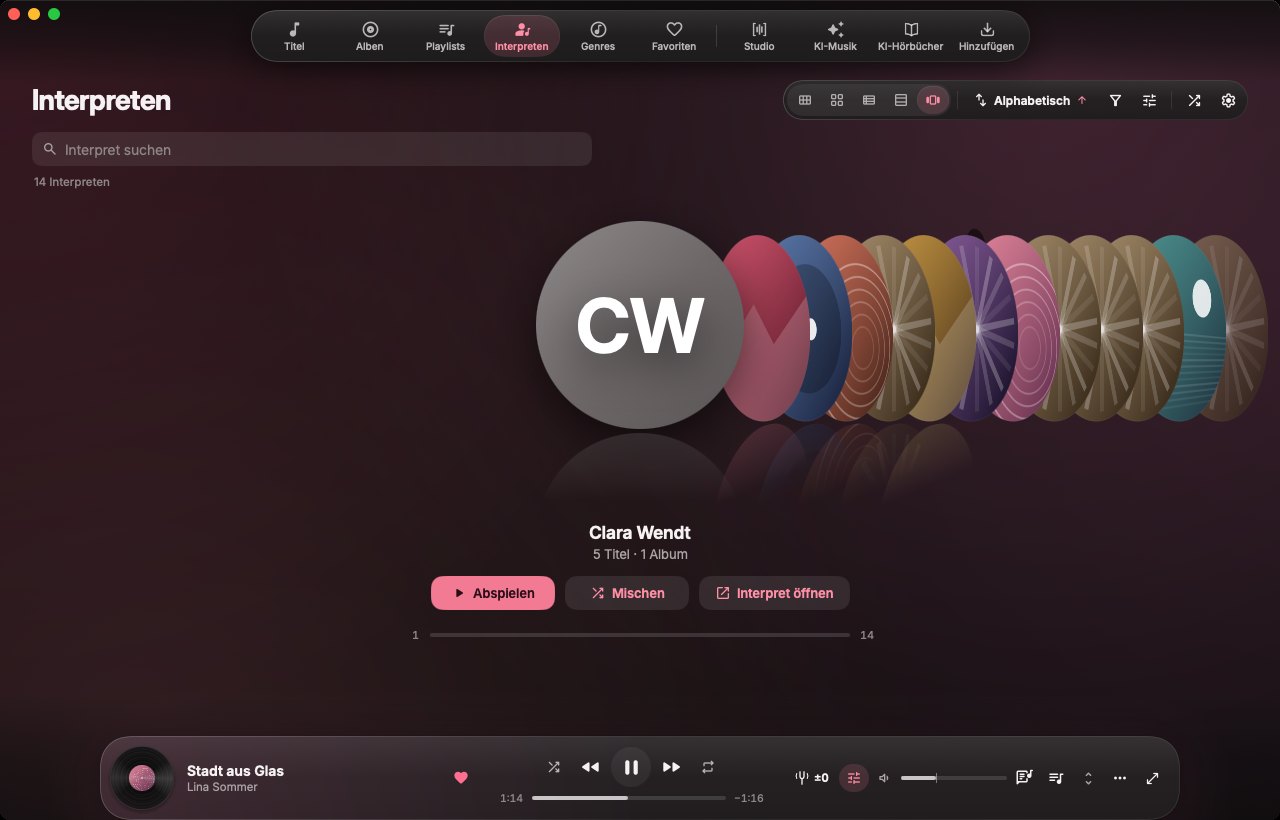 Titel
Alben
Playlists
Interpreten
Genres
Favoriten
Studio
KI-Musik
KI-Hörbücher
Hinzufügen
Interpreten
Alphabetisch
Interpret suchen
14 Interpreten
CW
Clara Wendt
5 Titel · 1 Album
Abspielen
Mischen
Interpret öffnen
1
14
Stadt aus Glas
Lina Sommer
1:14
−1:16
±0